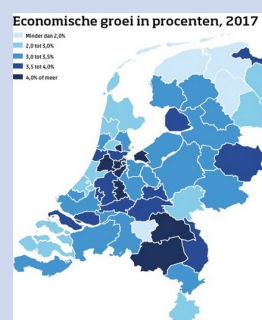 Economische groei in procenten, 2017
Minder dan 2,0%
2,0 tot 3,0%
3,0 tot 3,5%
3,5 tot 4,0%
4,0% of meer